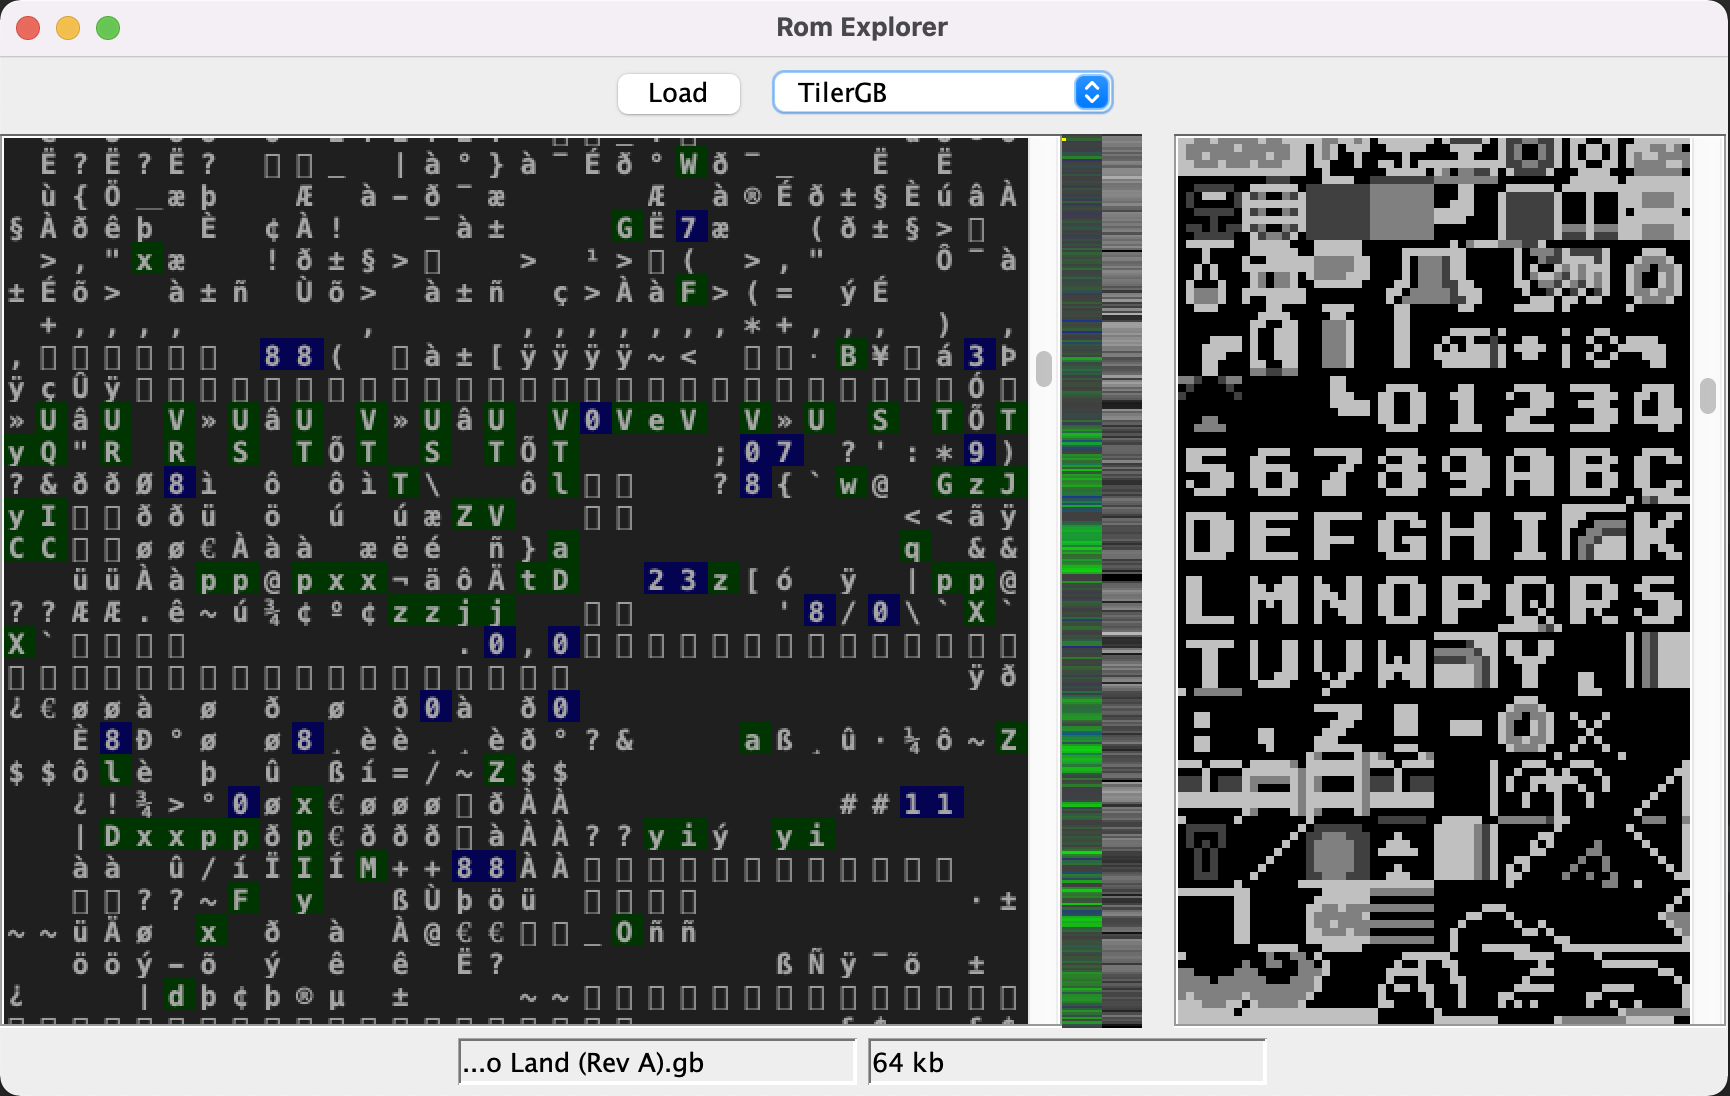 Rom Explorer
Load
TilerGB
Ë ? Ë ? Ë ? _ | à ° } à ¯ É ð ° W ð ¯ _ Ë Ë
ù { Ö _ æ þ Æ à - ð ¯ æ Æ à ® É ð ± § È ú â À
§ À ð ê þ È ¢ À ! ¯ à ± G Ë 7 æ ( ð ± § >
> , " x æ ! ð ± § > > ¹ > ( > , " Ô ¯ à
± É õ > à ± ñ Ù õ > à ± ñ ç > À à F > ( = ý É
+ , , , , , , , , , , , , * + , , , ) ,
, 8 8 ( à ± [ ÿ ÿ ÿ ÿ ~ < · B ¥ á 3 Þ
ÿ ç Û ÿ Ó
» U â U V » U â U V » U â U V 0 V e V V » U S T Õ T
y Q " R R S T Õ T S T Õ T ; 0 7 ? ' : * 9 )
? & ð ð Ø 8 ì ô ô ì T \ ô l ? 8 { ` w @ G z J
y I ð ð ü ö ú ú æ Z V < < ã ÿ
C C ø ø € À à à æ ë é ñ } a q & &
ü ü À à p p @ p x x ¬ ä ô Ä t D 2 3 z [ ó ÿ | p p @
? ? Æ Æ . ê ~ ú ¾ ¢ º ¢ z z j j ' 8 / 0 \ ` X `
X ` . 0 , 0
ÿ ð
¿ € ø ø à ø ð ø ð 0 à ð 0
È 8 Ð ° ø ø 8 ¸ è è ¸ ¸ è ð ° ? & a ß ¸ û · ¼ ô ~ Z
$ $ ô l è þ û ß í = / ~ Z $ $
¿ ! ¾ > ° 0 ø x € ø ø ø ð À À # # 1 1
| D x x p p ð p € ð ð ð à À À ? ? y i ý y i
à à û / í Ï I Í M + + 8 8 À À
? ? ~ F y ß Ù þ ö ü · ±
~ ~ ü Ä ø x ð à À @ € € _ O ñ ñ
ö ö ý - õ ý ê ê Ë ? ß Ñ ÿ ¯ õ ±
¿ | d þ ¢ þ ® µ ± ~ ~
0 1 2 3 4
5 6 7 8 9 A B C
D E F G H I K
L M N O P Q R S
T U V W Y .
: , Z ! - x
...o Land (Rev A).gb
64 kb